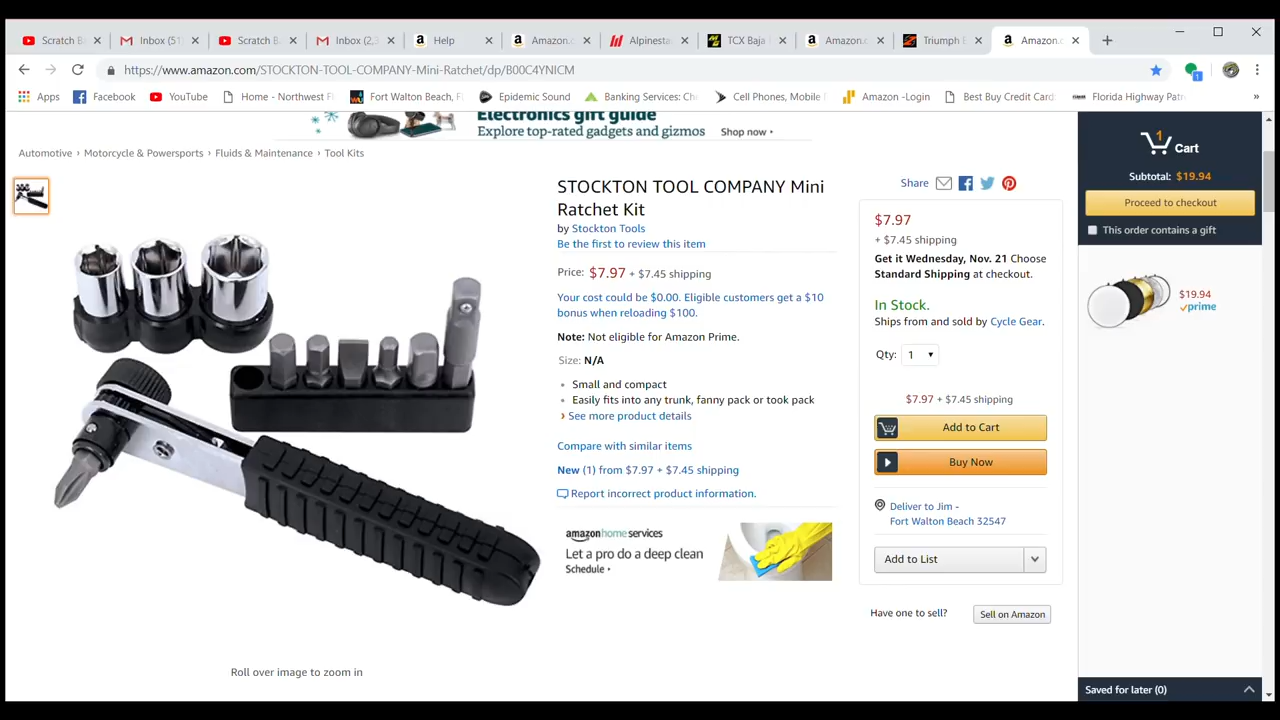 Scratch B
Inbox (51
Scratch B
Inbox (2,3
Help
Amazon.c
Alpinesta
TCX Baja
Amazon.c
Triumph E
Amazon.c
https://www.amazon.com/STOCKTON-TOOL-COMPANY-Mini-Ratchet/dp/B00C4YNICM
Apps
Facebook
YouTube
Home - Northwest Fl
Fort Walton Beach, F
Epidemic Sound
Banking Services: Ch
Cell Phones, Mobile
Amazon -Login
Best Buy Credit Card:
Florida Highway Patr
»
Electronics gift guide
Explore top-rated gadgets and gizmos
Shop now ▸
Automotive › Motorcycle & Powersports › Fluids & Maintenance › Tool Kits
STOCKTON TOOL COMPANY Mini
Ratchet Kit
by Stockton Tools
Be the first to review this item
Price: $7.97 + $7.45 shipping
Your cost could be $0.00. Eligible customers get a $10
bonus when reloading $100.
Note: Not eligible for Amazon Prime.
Size: N/A
• Small and compact
• Easily fits into any trunk, fanny pack or took pack
› See more product details
Compare with similar items
New (1) from $7.97 + $7.45 shipping
Report incorrect product information.
amazonhome services
Let a pro do a deep clean
Schedule ▸
Roll over image to zoom in
Share
$7.97
+ $7.45 shipping
Get it Wednesday, Nov. 21 Choose
Standard Shipping at checkout.
In Stock.
Ships from and sold by Cycle Gear.
Qty: 1
$7.97 + $7.45 shipping
Add to Cart
Buy Now
Deliver to Jim -
Fort Walton Beach 32547
Add to List
Have one to sell?
Sell on Amazon
1
Cart
Subtotal: $19.94
Proceed to checkout
This order contains a gift
$19.94
prime
Saved for later (0)